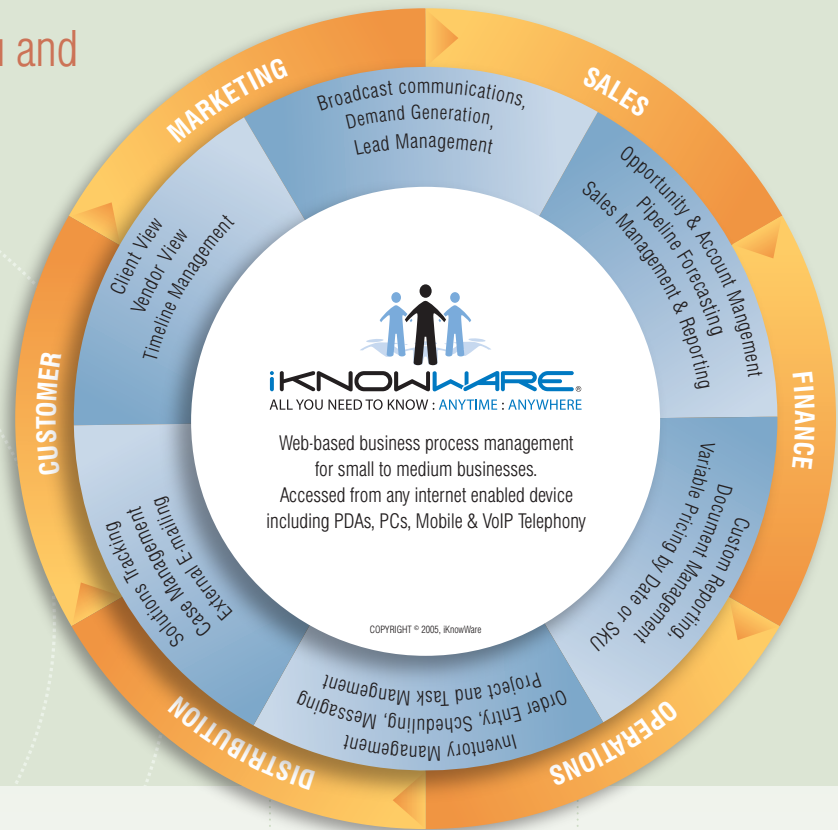 and
MARKETING
SALES
FINANCE
OPERATIONS
DISTRIBUTION
CUSTOMER
Broadcast communications,
Demand Generation,
Lead Management
Opportunity & Account Mangement
Pipeline Forecasting
Sales Management & Reporting
Custom Reporting,
Document Management
Variable Pricing by Date or SKU
Project and Task Management
Order Entry, Scheduling, Messaging
Inventory Management
Solutions Tracking
Case Management
External E-mailing
Client View
Vendor View
Timeline Management
iKNOWWARE®
ALL YOU NEED TO KNOW : ANYTIME : ANYWHERE
Web-based business process management
for small to medium businesses.
Accessed from any internet enabled device
including PDAs, PCs, Mobile & VoIP Telephony
COPYRIGHT © 2005, iKnowWare